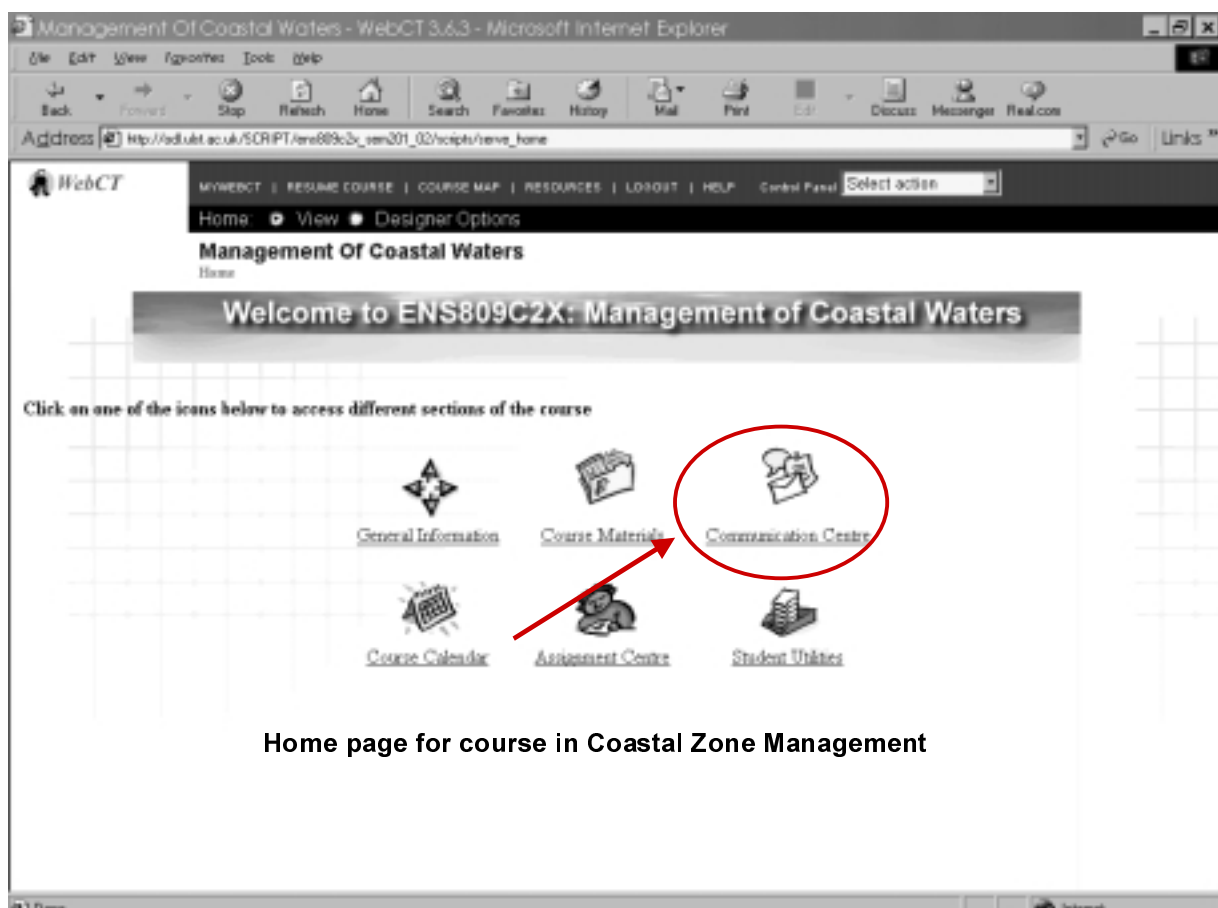 Management Of Coastal Waters - WebCT 3.6.3 - Microsoft Internet Explorer
File Edit View Favorites Tools Help
Back Forward Stop Refresh Home Search Favorites History Mail Print Edit Discuss Messenger Real.com
Address Go Links »
WebCT
MYWEBCT | RESUME COURSE | COURSE MAP | RESOURCES | LOGOUT | HELP Control Panel Select action
Home: View Designer Options
Management Of Coastal Waters
Home
Welcome to ENS809C2X: Management of Coastal Waters
Click on one of the icons below to access different sections of the course
General Information Course Materials Communication Centre
Course Calendar Assignment Centre Student Utilities
Home page for course in Coastal Zone Management